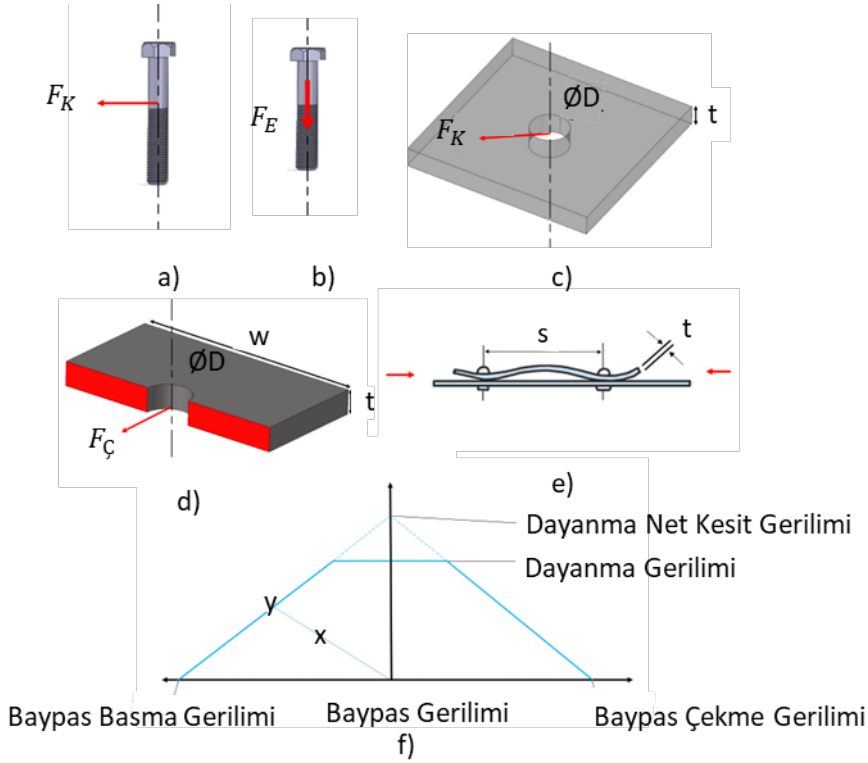 F_K
F_E
ØD
t
F_K
a)
b)
c)
w
ØD
t
F_Ç
s
t
d)
e)
Dayanma Net Kesit Gerilimi
Dayanma Gerilimi
y
x
Baypas Basma Gerilimi
Baypas Gerilimi
Baypas Çekme Gerilimi
f)